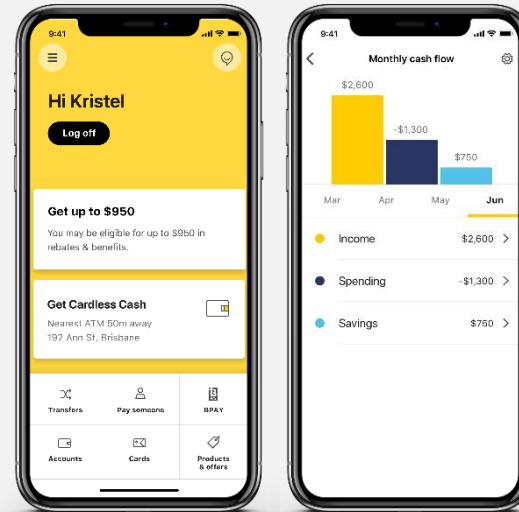 9:41
Hi Kristel
Log off
Get up to $950
You may be eligible for up to $950 in
rebates & benefits.
Get Cardless Cash
Nearest ATM 50m away
192 Ann St, Brisbane
Transfers
Pay someone
BPAY
Accounts
Cards
Products
& offers
9:41
Monthly cash flow
$2,600
-$1,300
$750
Mar
Apr
May
Jun
Income
$2,600
Spending
-$1,300
Savings
$750